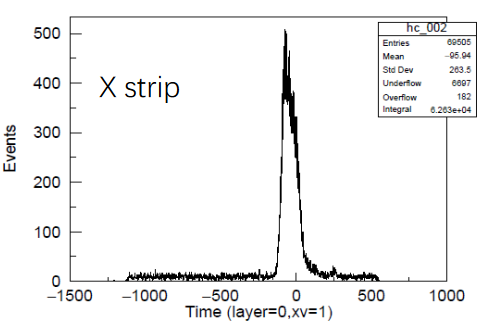 hc_002
Entries 69505
Mean −95.94
Std Dev 263.5
Underflow 6697
Overflow 182
Integral 6.263e+04
X strip
Events
500
400
300
200
100
0
−1500 −1000 −500 0 500 1000
Time (layer=0,xv=1)